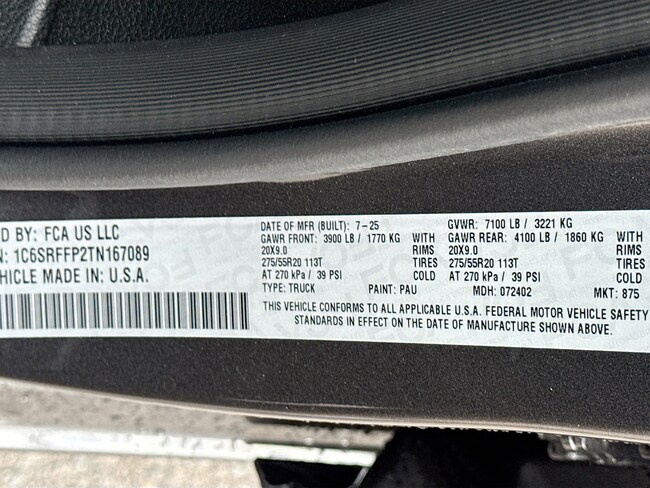 D BY: FCA US LLC
N: 1C6SRFFP2TN167089
EHICLE MADE IN U.S.A.
DATE OF MFR (BUILT): 7-25 GVWR: 7100 LB / 3221 KG
GAWR FRONT: 3900 LB / 1770 KG WITH GAWR REAR: 4100 LB / 1860 KG WITH
20X9.0 RIMS 20X9.0 RIMS
275/55R20 113T TIRES 275/55R20 113T TIRES
AT 270 kPa / 39 PSI COLD AT 270 kPa / 39 PSI COLD
TYPE: TRUCK PAINT: PAU MDH: 072402 MKT: 875
THIS VEHICLE CONFORMS TO ALL APPLICABLE U.S.A. FEDERAL MOTOR VEHICLE SAFETY
STANDARDS IN EFFECT ON THE DATE OF MANUFACTURE SHOWN ABOVE.